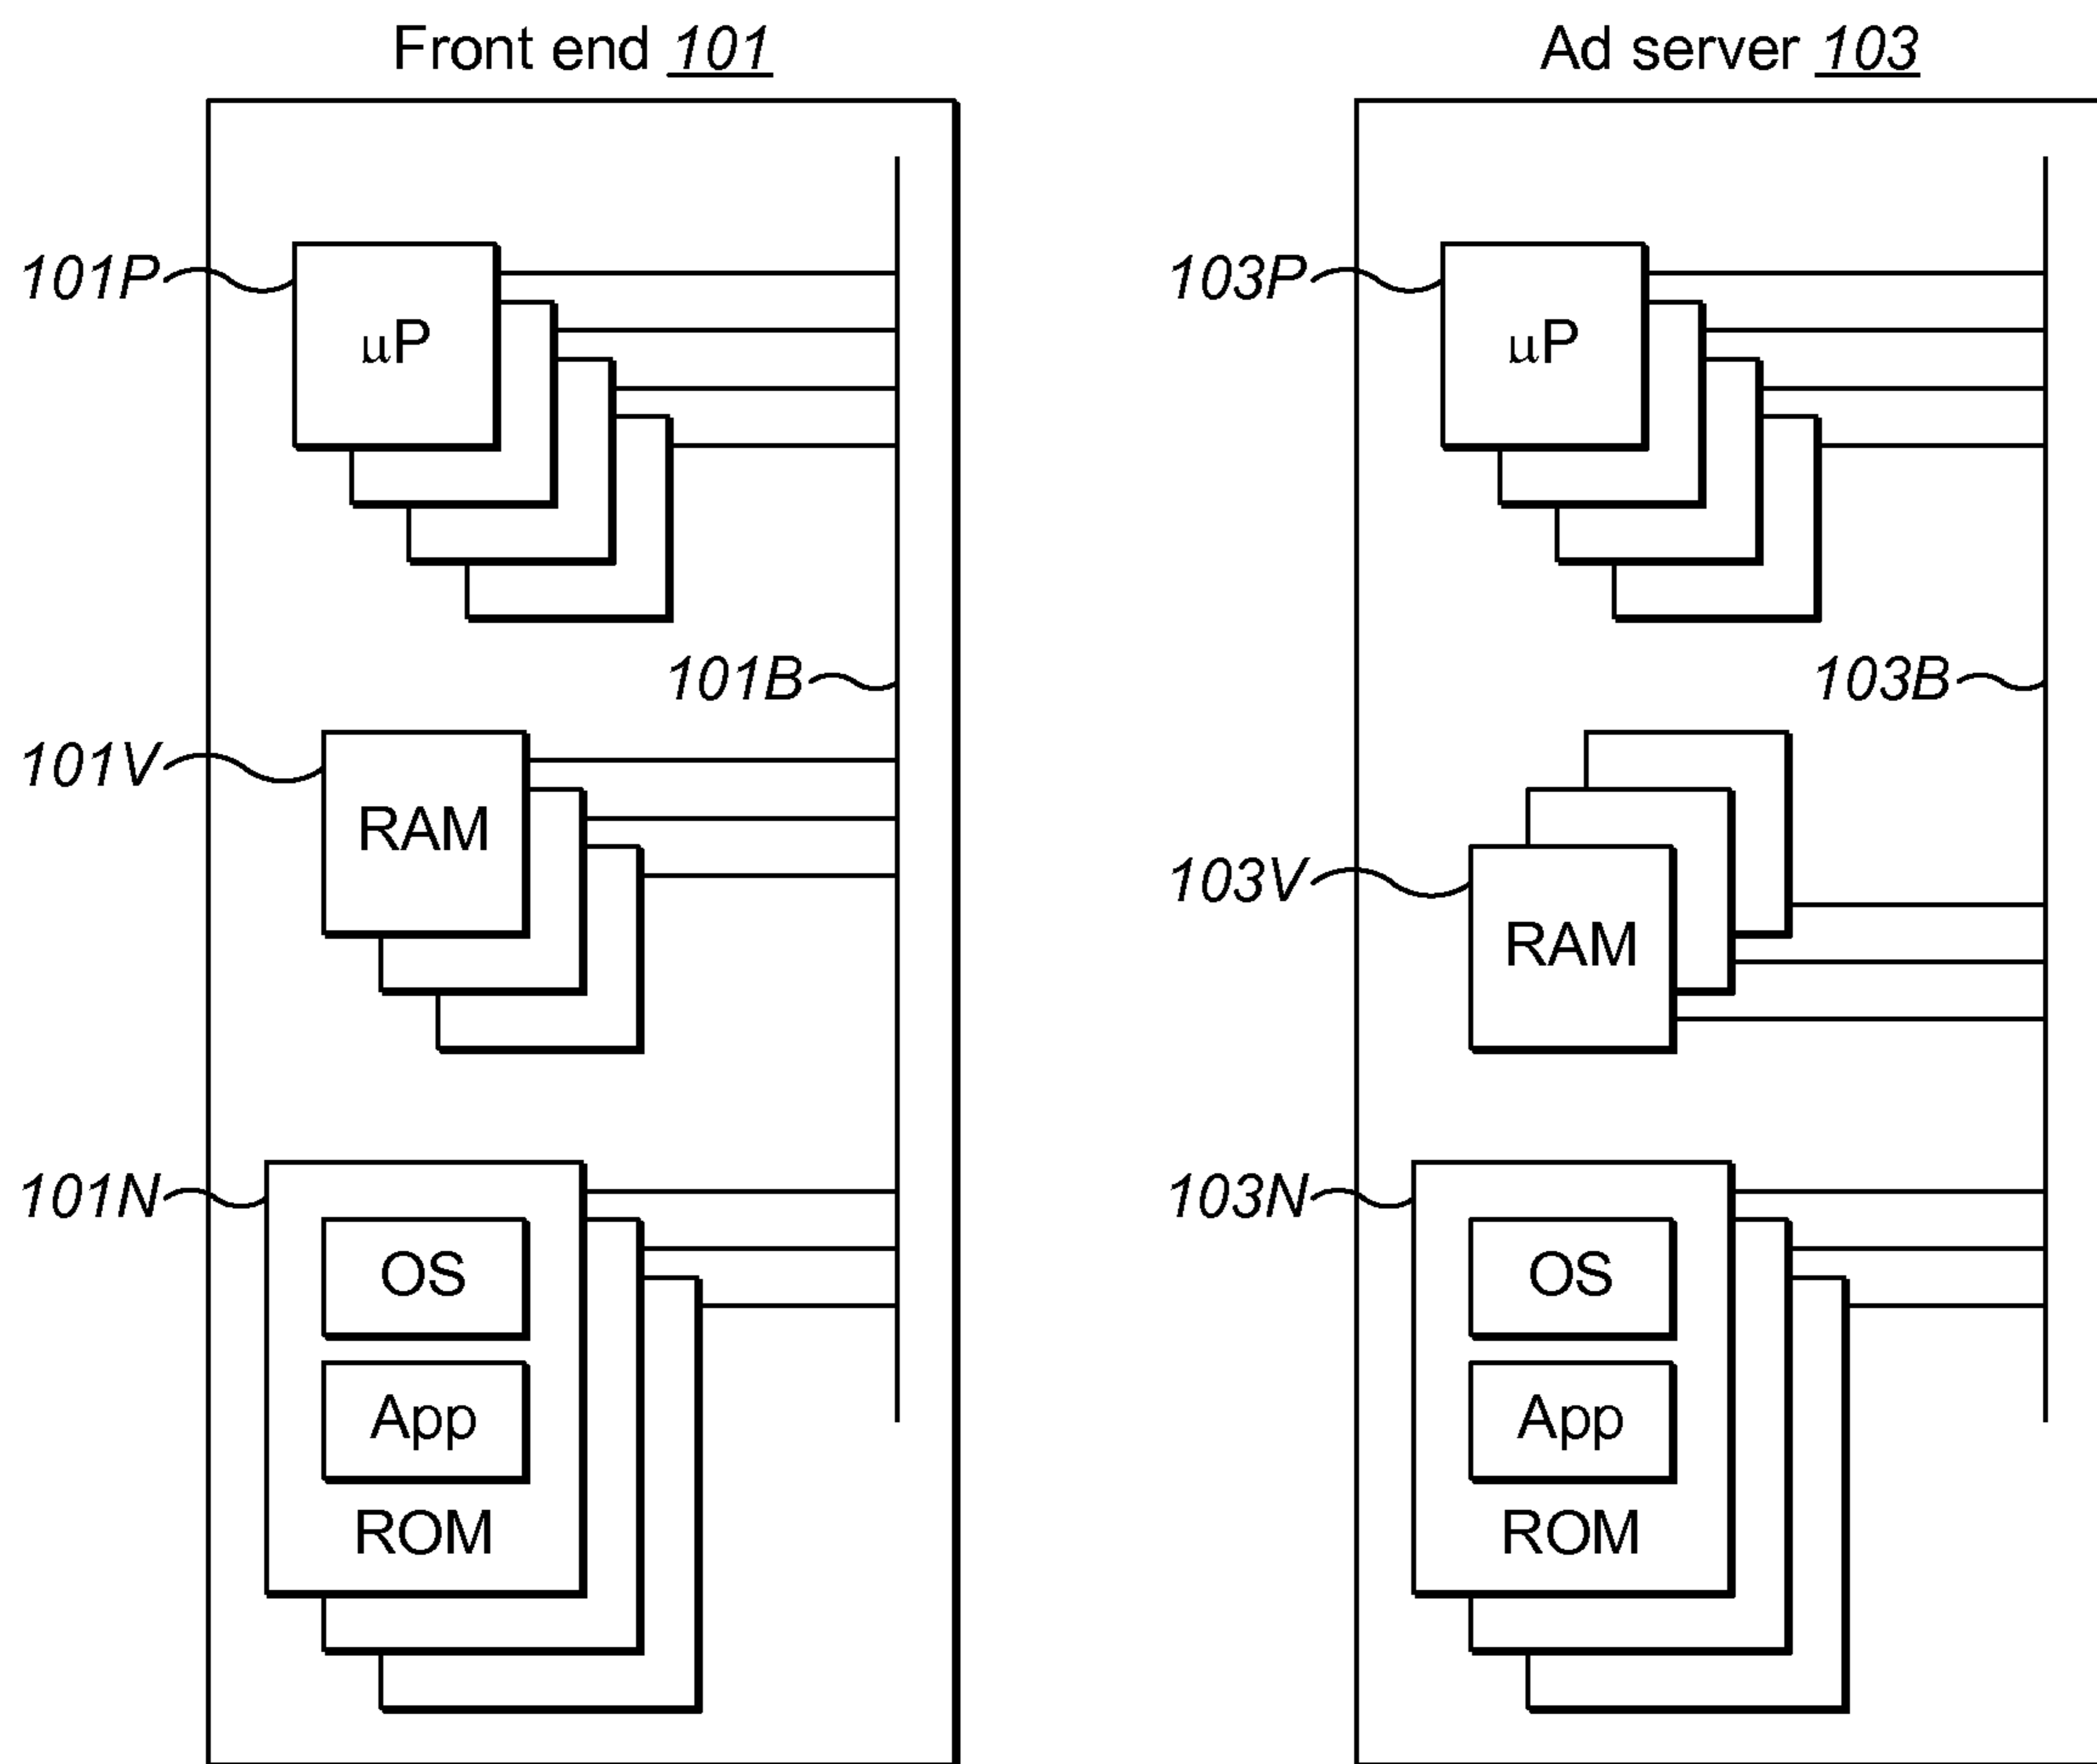 Front end 101
101P
µP
101B
101V
RAM
101N
OS
App
ROM
Ad server 103
103P
µP
103B
103V
RAM
103N
OS
App
ROM